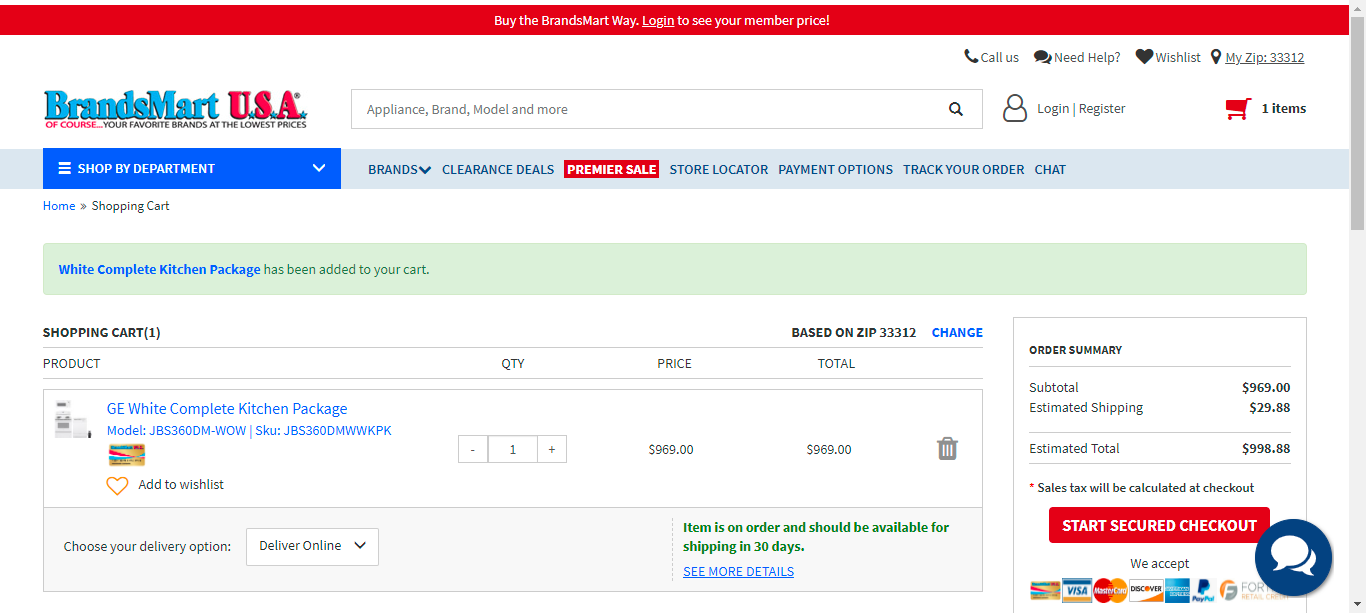 Buy the BrandsMart Way. Login to see your member price!
Call us Need Help? Wishlist My Zip: 33312
BrandsMart U.S.A.®
OF COURSE...YOUR FAVORITE BRANDS AT THE LOWEST PRICES
Appliance, Brand, Model and more
Login | Register
1 items
SHOP BY DEPARTMENT
BRANDS CLEARANCE DEALS PREMIER SALE STORE LOCATOR PAYMENT OPTIONS TRACK YOUR ORDER CHAT
Home » Shopping Cart
White Complete Kitchen Package has been added to your cart.
SHOPPING CART(1)
BASED ON ZIP 33312 CHANGE
PRODUCT QTY PRICE TOTAL
GE White Complete Kitchen Package
Model: JBS360DM-WOW | Sku: JBS360DMWWKPK
- 1 + $969.00 $969.00
Add to wishlist
Choose your delivery option: Deliver Online
Item is on order and should be available for
shipping in 30 days.
SEE MORE DETAILS
ORDER SUMMARY
Subtotal $969.00
Estimated Shipping $29.88
Estimated Total $998.88
* Sales tax will be calculated at checkout
START SECURED CHECKOUT
We accept
VISA MasterCard DISCOVER PayPal